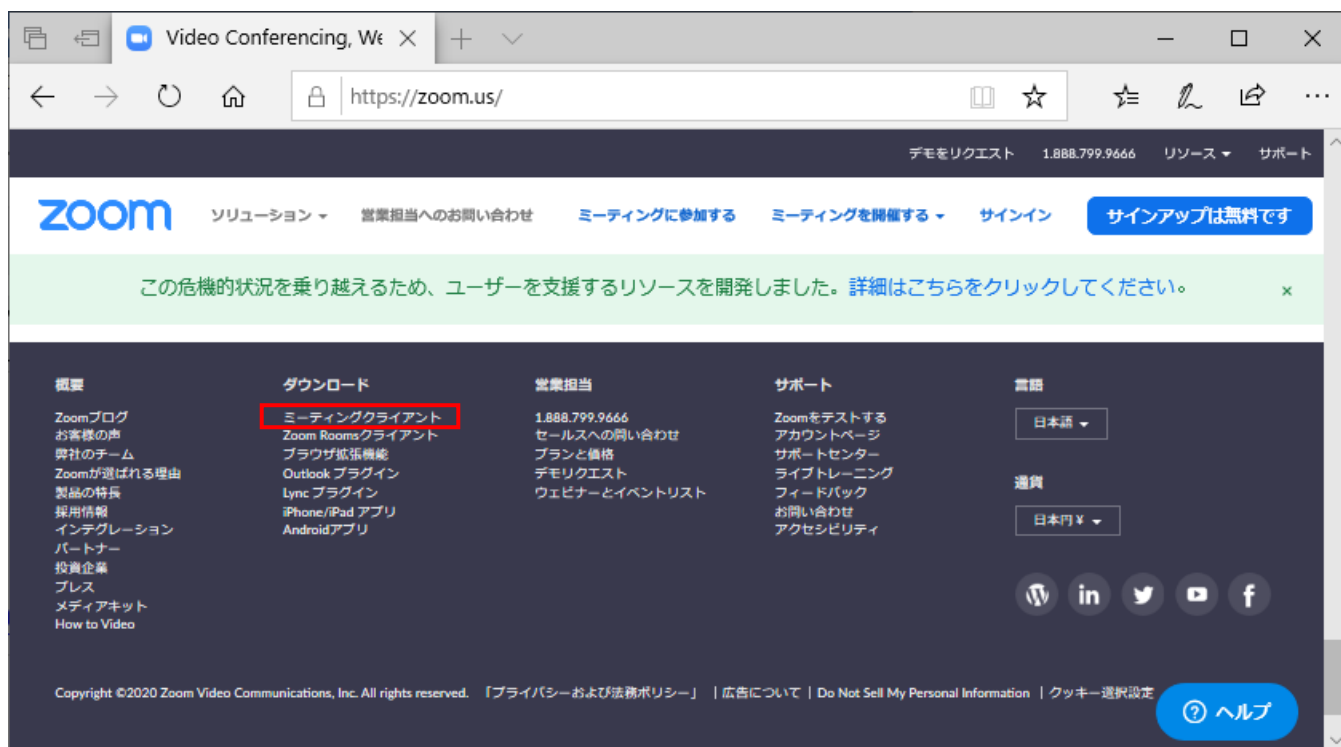 Video Conferencing, We
https://zoom.us/
デモをリクエスト 1.888.799.9666 リソース サポート
zoom ソリューション 営業担当へのお問い合わせ ミーティングに参加する ミーティングを開催する サインイン サインアップは無料です
この危機的状況を乗り越えるため、ユーザーを支援するリソースを開発しました。詳細はこちらをクリックしてください。 ×
概要
Zoomブログ
お客様の声
弊社のチーム
Zoomが選ばれる理由
製品の特長
採用情報
インテグレーション
パートナー
投資企業
プレス
メディアキット
How to Video
ダウンロード
ミーティングクライアント
Zoom Roomsクライアント
ブラウザ拡張機能
Outlook プラグイン
Lync プラグイン
iPhone/iPad アプリ
Androidアプリ
営業担当
1.888.799.9666
セールスへの問い合わせ
プランと価格
デモリクエスト
ウェビナーとイベントリスト
サポート
Zoomをテストする
アカウントページ
サポートセンター
ライブトレーニング
フィードバック
お問い合わせ
アクセシビリティ
言語
日本語
通貨
日本円 ¥
Copyright ©2020 Zoom Video Communications, Inc. All rights reserved. 「プライバシーおよび法務ポリシー」 | 広告について | Do Not Sell My Personal Information | クッキー選択設定
ヘルプ